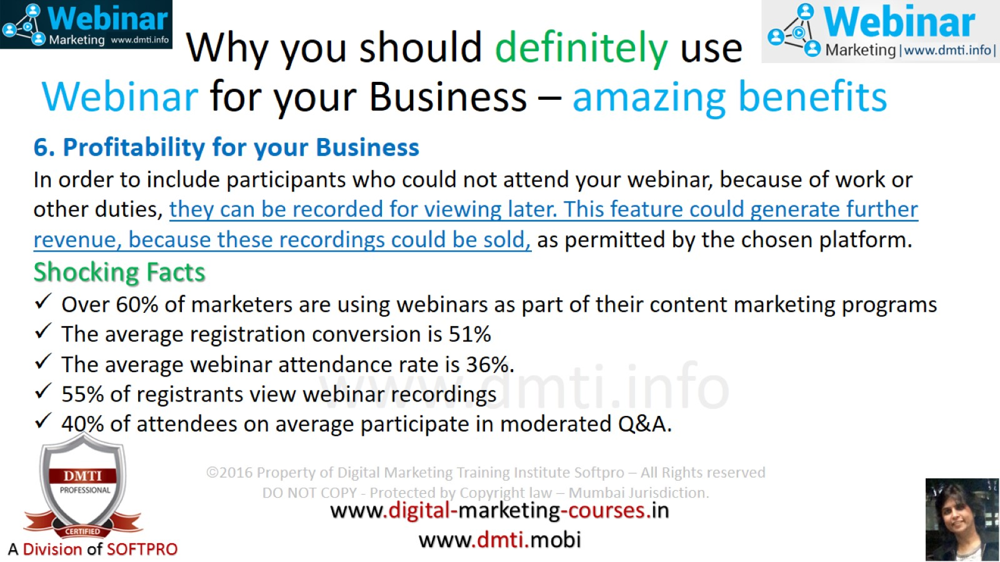 Webinar
Marketing www.dmti.info
Webinar
Marketing|www.dmti.info|
Why you should definitely use
Webinar for your Business – amazing benefits
6. Profitability for your Business
In order to include participants who could not attend your webinar, because of work or
other duties, they can be recorded for viewing later. This feature could generate further
revenue, because these recordings could be sold, as permitted by the chosen platform.
Shocking Facts
✓ Over 60% of marketers are using webinars as part of their content marketing programs
✓ The average registration conversion is 51%
✓ The average webinar attendance rate is 36%.
✓ 55% of registrants view webinar recordings
✓ 40% of attendees on average participate in moderated Q&A.
www.dmti.info
DMTI
PROFESSIONAL
CERTIFIED
A Division of SOFTPRO
©2016 Property of Digital Marketing Training Institute Softpro – All Rights reserved
DO NOT COPY - Protected by Copyright law – Mumbai Jurisdiction.
www.digital-marketing-courses.in
www.dmti.mobi